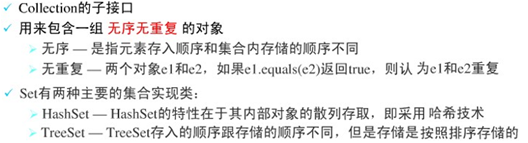 Collection的子接口
用来包含一组 无序无重复 的对象
无序 — 是指元素存入顺序和集合内存储的顺序不同
无重复 — 两个对象e1和e2，如果e1.equals(e2)返回true，则认 为e1和e2重复
Set有两种主要的集合实现类：
HashSet — HashSet的特性在于其内部对象的散列存取，即采用 哈希技术
TreeSet — TreeSet存入的顺序跟存储的顺序不同，但是存储是按照排序存储的